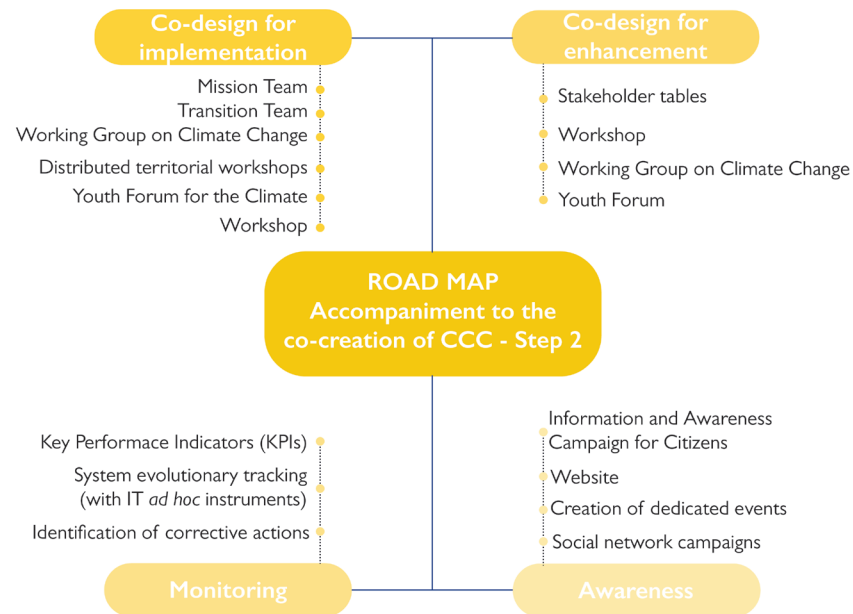 Co-design for
implementation
Mission Team
Transition Team
Working Group on Climate Change
Distributed territorial workshops
Youth Forum for the Climate
Workshop
Co-design for
enhancement
Stakeholder tables
Workshop
Working Group on Climate Change
Youth Forum
ROAD MAP
Accompaniment to the
co-creation of CCC - Step 2
Key Performace Indicators (KPIs)
System evolutionary tracking
(with IT ad hoc instruments)
Identification of corrective actions
Monitoring
Information and Awareness
Campaign for Citizens
Website
Creation of dedicated events
Social network campaigns
Awareness